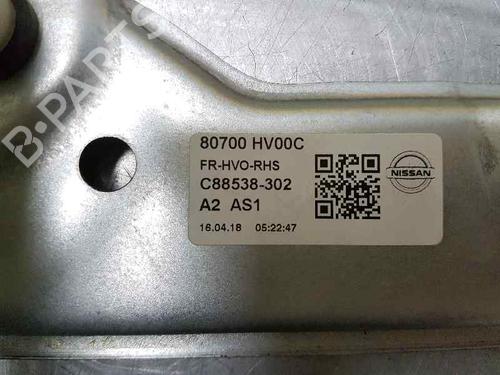 B-PARTS
80700 HV00C
FR-HVO-RHS
C88538-302
A2 AS1
16.04.18 05:22:47
NISSAN